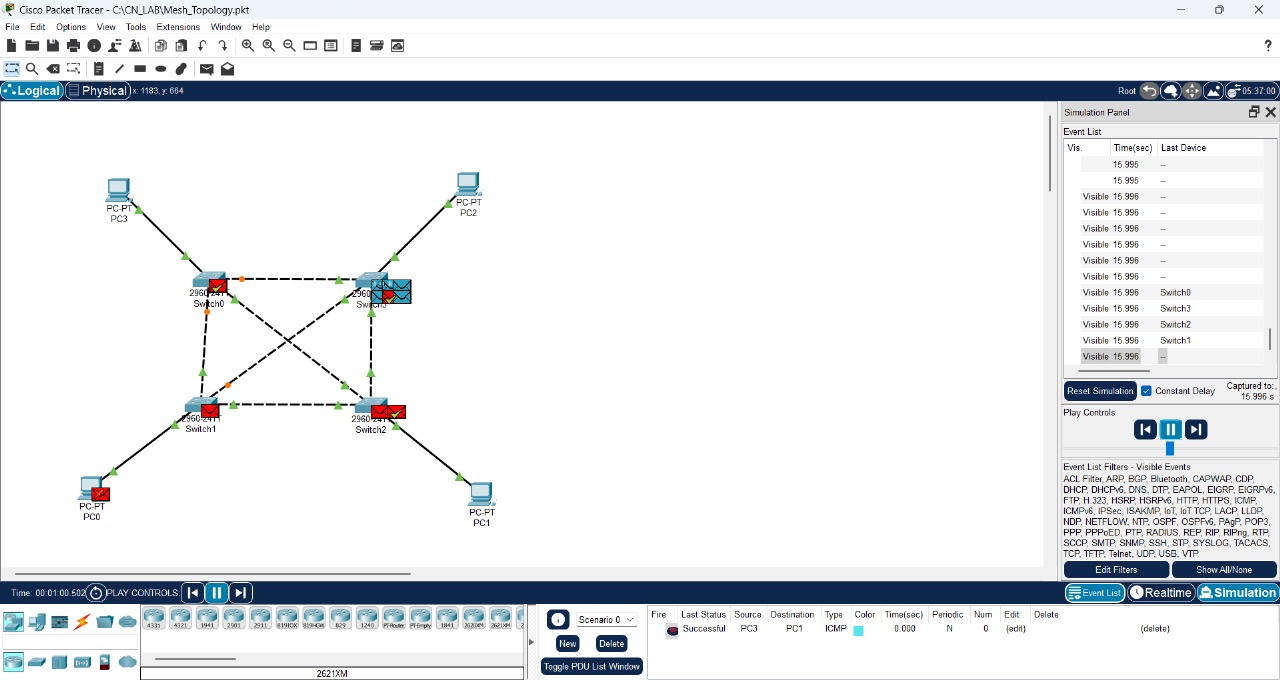 Cisco Packet Tracer - C:\CN_LAB\Mesh_Topology.pkt
File Edit Options View Tools Extensions Window Help
?
Logical Physical x: 1183, y: 664
Root 05:37:00
PC-PT
PC3
PC-PT
PC2
Switch0
Switch1
2960-24TT
Switch2
PC-PT
PC0
PC-PT
PC1
Simulation Panel
Event List
Vis. Time(sec) Last Device
15.995 --
15.995 --
Visible 15.996 --
Visible 15.996 --
Visible 15.996 --
Visible 15.996 --
Visible 15.996 --
Visible 15.996 --
Visible 15.996 Switch0
Visible 15.996 Switch3
Visible 15.996 Switch2
Visible 15.996 Switch1
Visible 15.996 --
Reset Simulation Constant Delay Captured to:
15.996 s
Play Controls
Event List Filters - Visible Events
ACL Filter, ARP, BGP, Bluetooth, CAPWAP, CDP,
DHCP, DHCPv6, DNS, DTP, EAPOL, EIGRP, EIGRPv6,
FTP, H.323, HSRP, HSRPv6, HTTP, HTTPS, ICMP,
ICMPv6, IPSec, ISAKMP, IoT, IoT TCP, LACP, LLDP,
NDP, NETFLOW, NTP, OSPF, OSPFv6, PAgP, POP3,
PPP, PPPoED, PTP, RADIUS, REP, RIP, RIPng, RTP,
SCCP, SMTP, SNMP, SSH, STP, SYSLOG, TACACS,
TCP, TFTP, Telnet, UDP, USB, VTP
Edit Filters Show All/None
Time: 00:01:00.502 PLAY CONTROLS:
Event List Realtime Simulation
4331 4321 1941 2901 2911 819IOX 819HGW 829 1240 PT-Router PT-Empty 1841 2620XM 2621XM 2
2621XM
Scenario 0
New Delete
Toggle PDU List Window
Fire Last Status Source Destination Type Color Time(sec) Periodic Num Edit Delete
Successful PC3 PC1 ICMP 0.000 N 0 (edit) (delete)